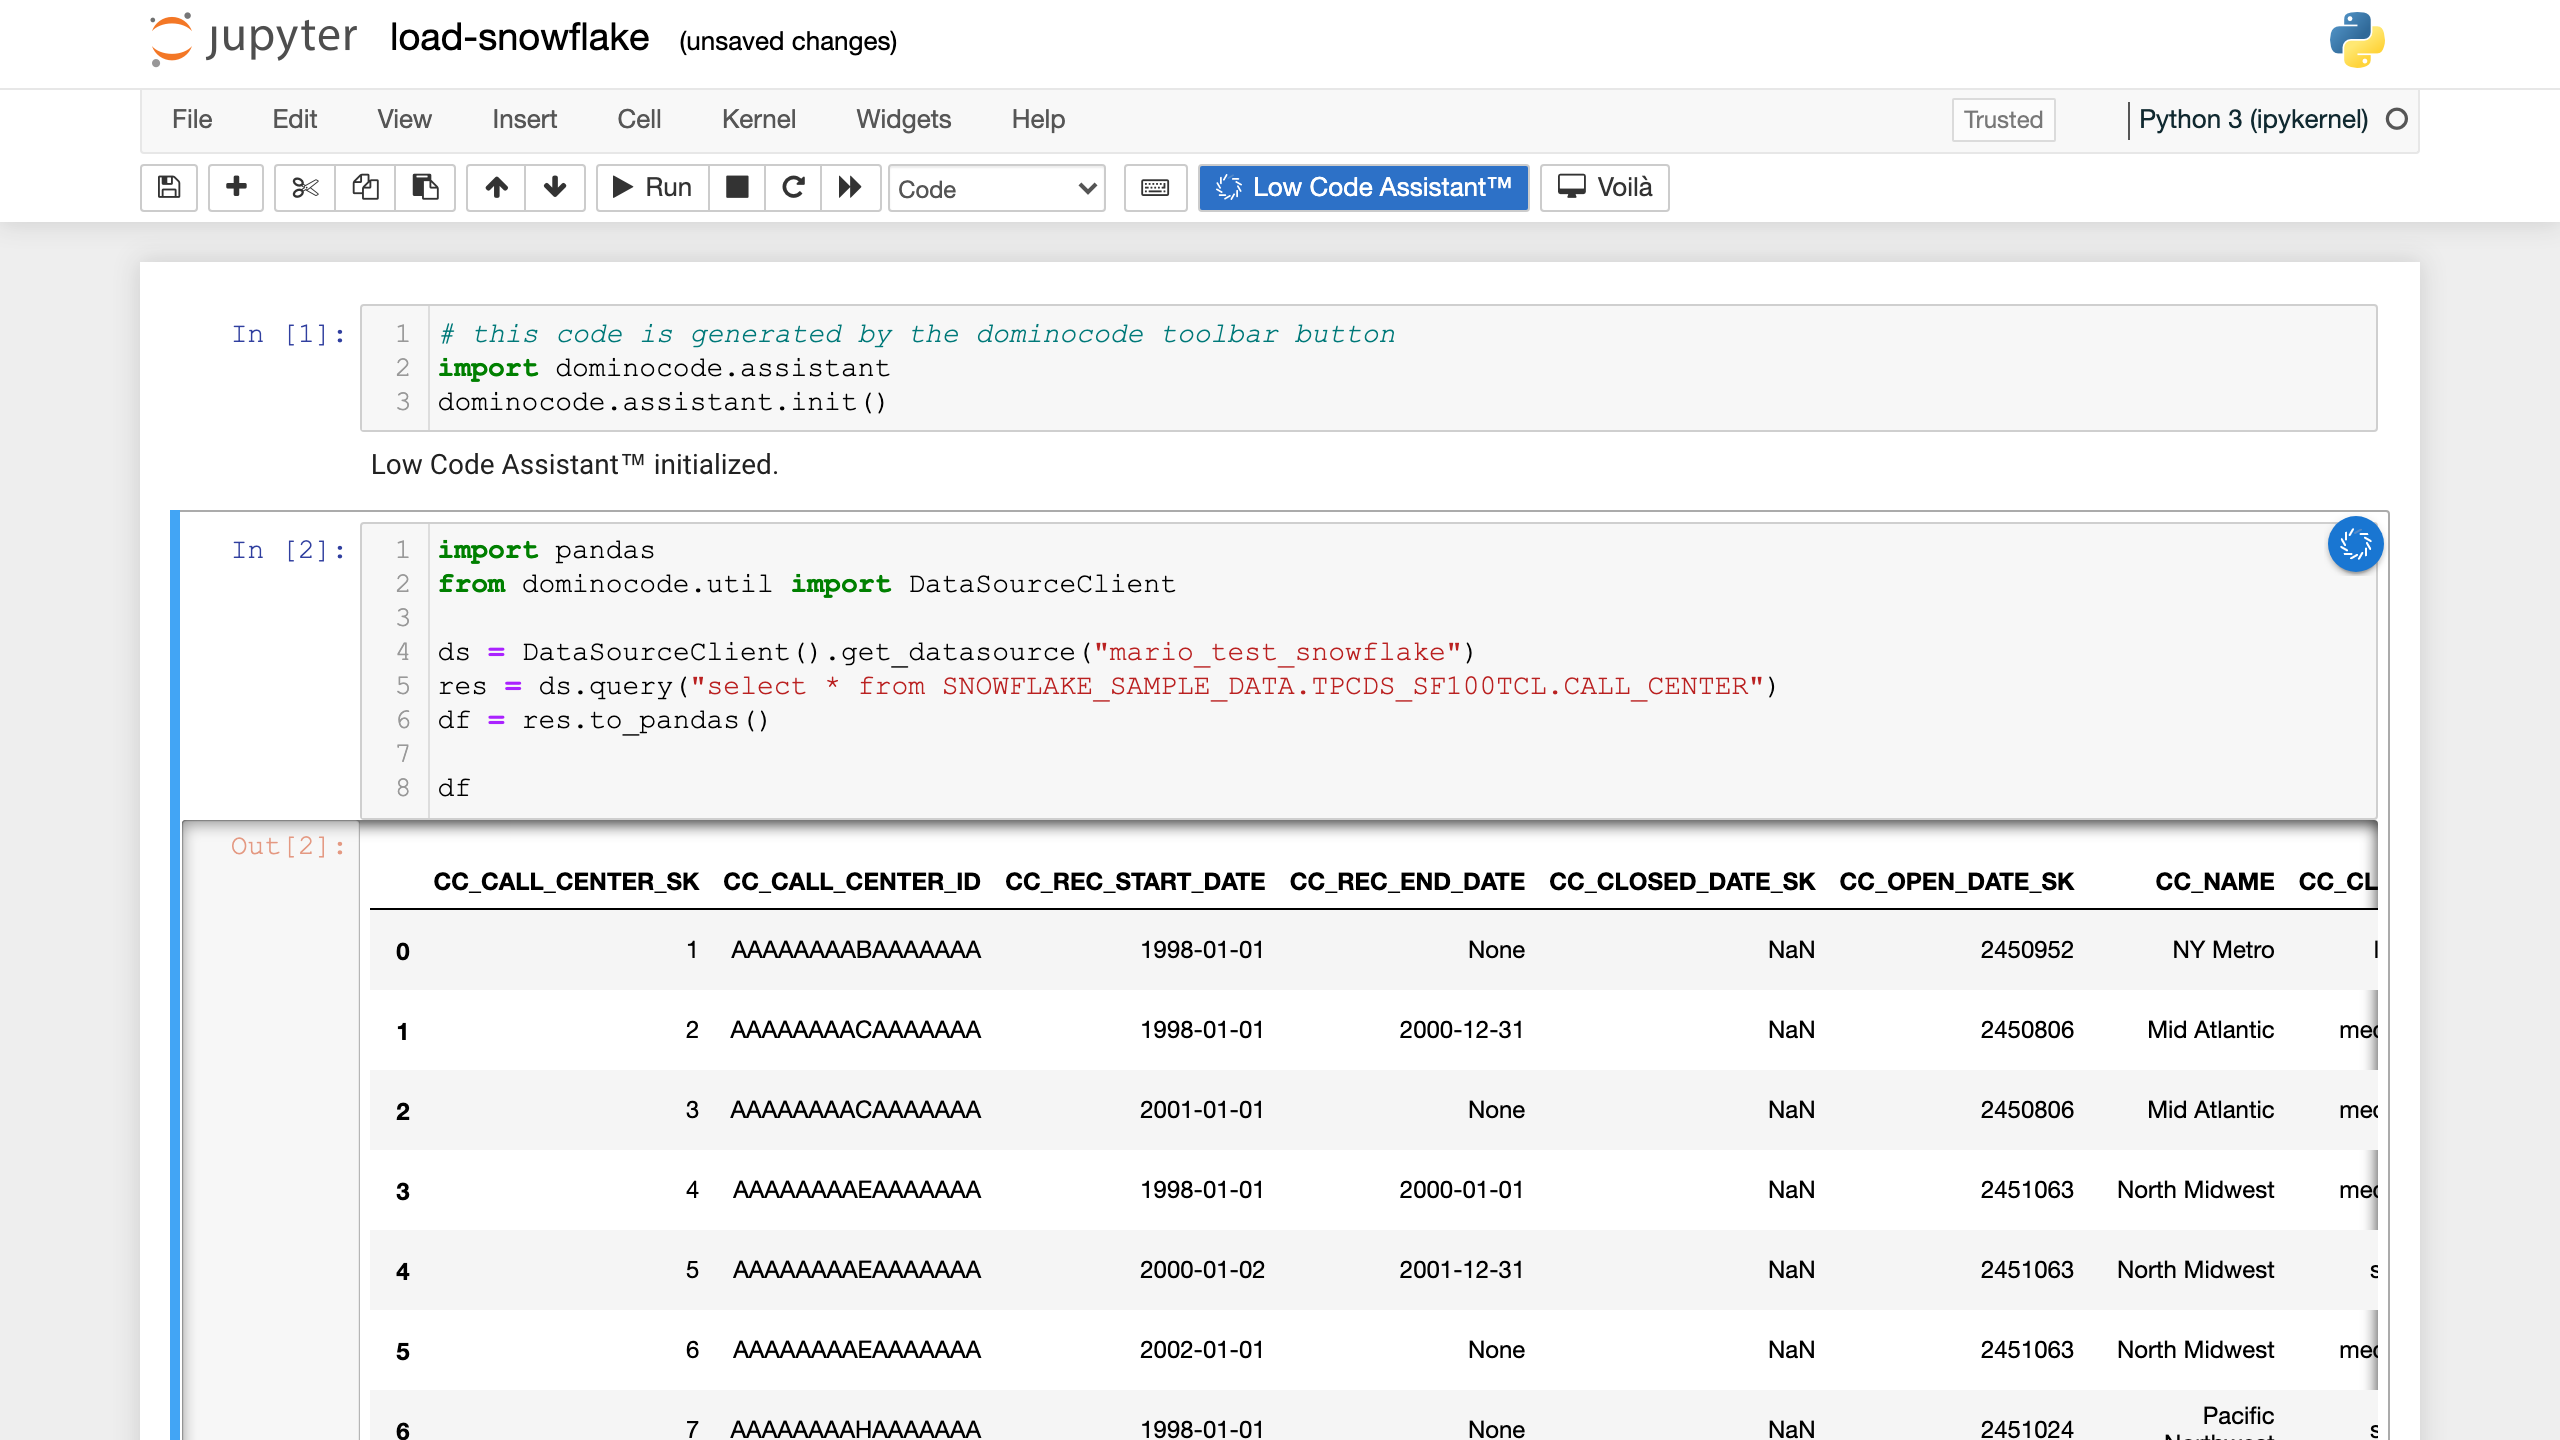 jupyter load-snowflake (unsaved changes)
File Edit View Insert Cell Kernel Widgets Help Trusted Python 3 (ipykernel)
Run Code Low Code Assistant™ Voilà
In [1]: 1 # this code is generated by the dominocode toolbar button
2 import dominocode.assistant
3 dominocode.assistant.init()
Low Code Assistant™ initialized.
In [2]: 1 import pandas
2 from dominocode.util import DataSourceClient
3
4 ds = DataSourceClient().get_datasource("mario_test_snowflake")
5 res = ds.query("select * from SNOWFLAKE_SAMPLE_DATA.TPCDS_SF100TCL.CALL_CENTER")
6 df = res.to_pandas()
7
8 df
Out[2]:
CC_CALL_CENTER_SK CC_CALL_CENTER_ID CC_REC_START_DATE CC_REC_END_DATE CC_CLOSED_DATE_SK CC_OPEN_DATE_SK CC_NAME CC_CL
0 1 AAAAAAAABAAAAAAA 1998-01-01 None NaN 2450952 NY Metro
1 2 AAAAAAAACAAAAAAA 1998-01-01 2000-12-31 NaN 2450806 Mid Atlantic
2 3 AAAAAAAACAAAAAAA 2001-01-01 None NaN 2450806 Mid Atlantic
3 4 AAAAAAAAEAAAAAAA 1998-01-01 2000-01-01 NaN 2451063 North Midwest
4 5 AAAAAAAAEAAAAAAA 2000-01-02 2001-12-31 NaN 2451063 North Midwest
5 6 AAAAAAAAEAAAAAAA 2002-01-01 None NaN 2451063 North Midwest
6 7 AAAAAAAAHAAAAAAA 1998-01-01 None NaN 2451024 Pacific